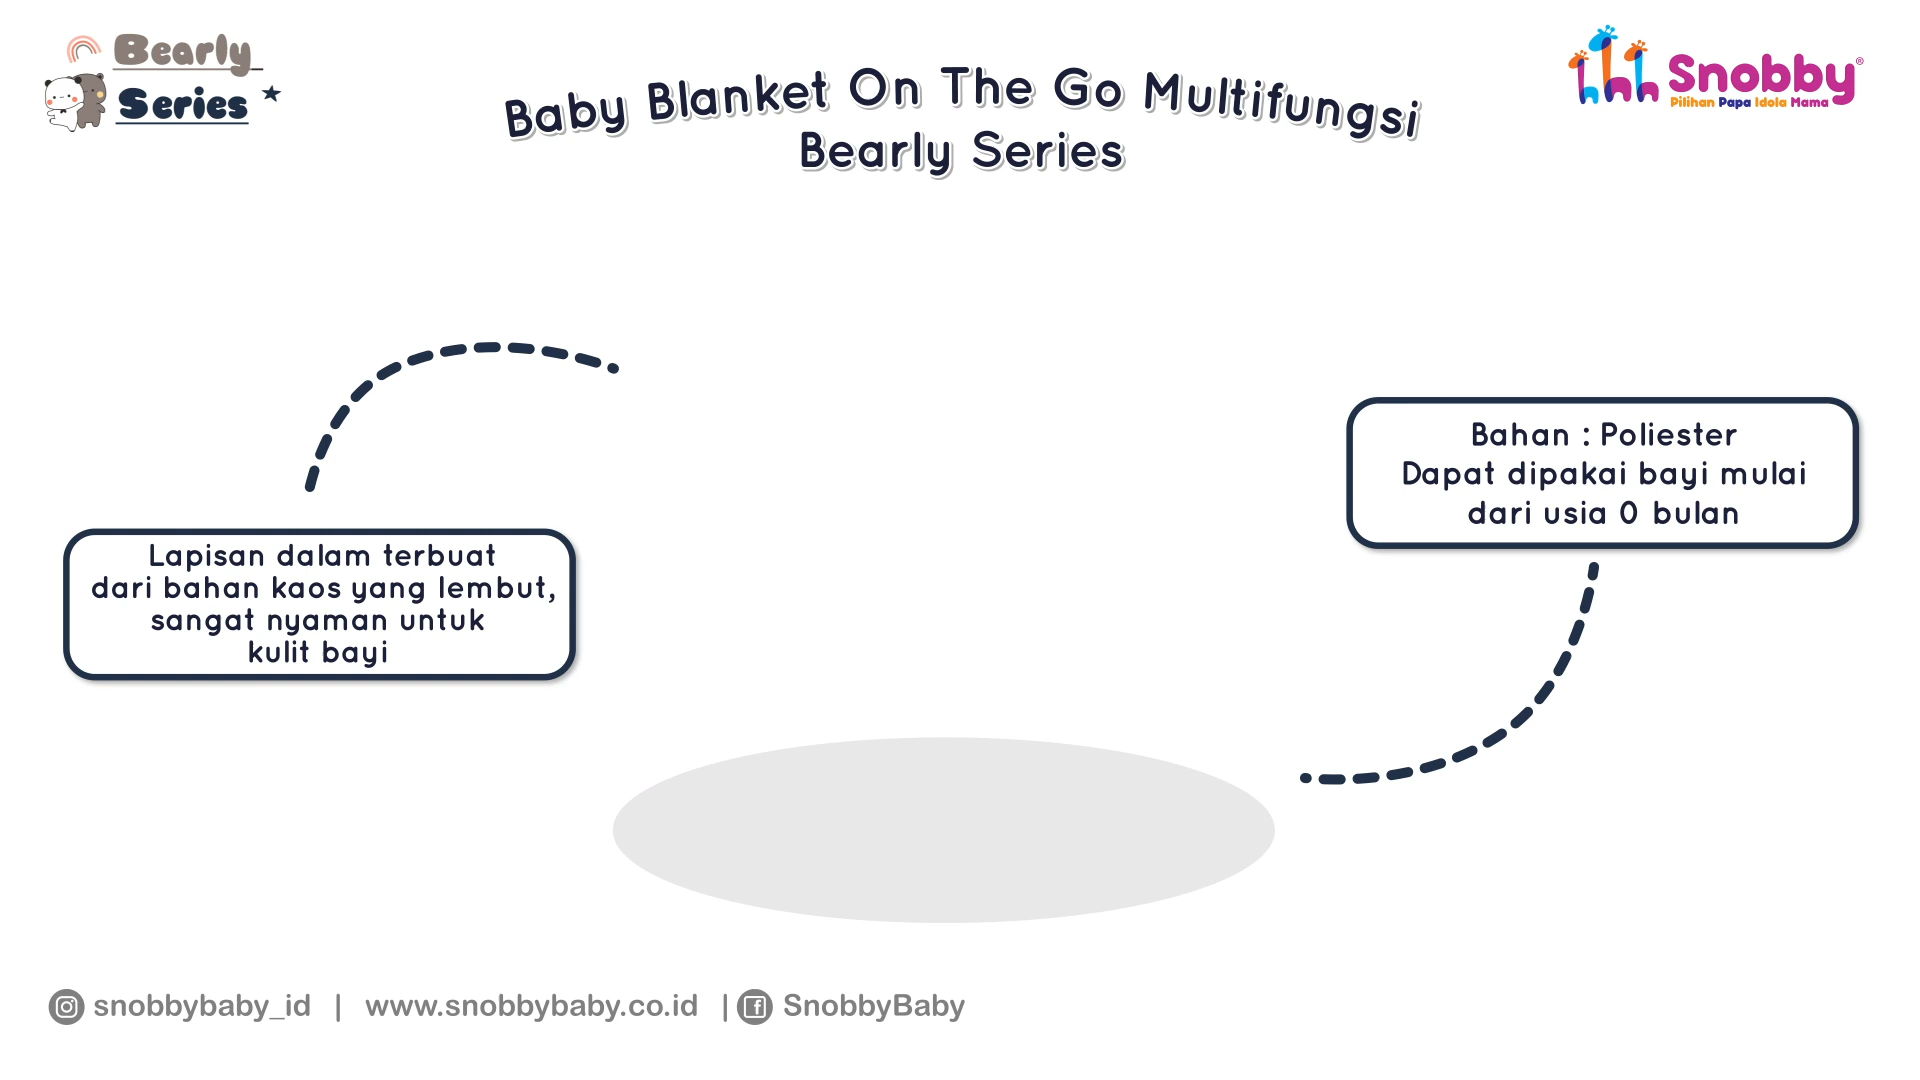 Bearly
Series
Baby Blanket On The Go Multifungsi
Bearly Series
Snobby®
Pilihan Papa Idola Mama
Lapisan dalam terbuat
dari bahan kaos yang lembut,
sangat nyaman untuk
kulit bayi
Bahan : Poliester
Dapat dipakai bayi mulai
dari usia 0 bulan
snobbybaby_id | www.snobbybaby.co.id | SnobbyBaby